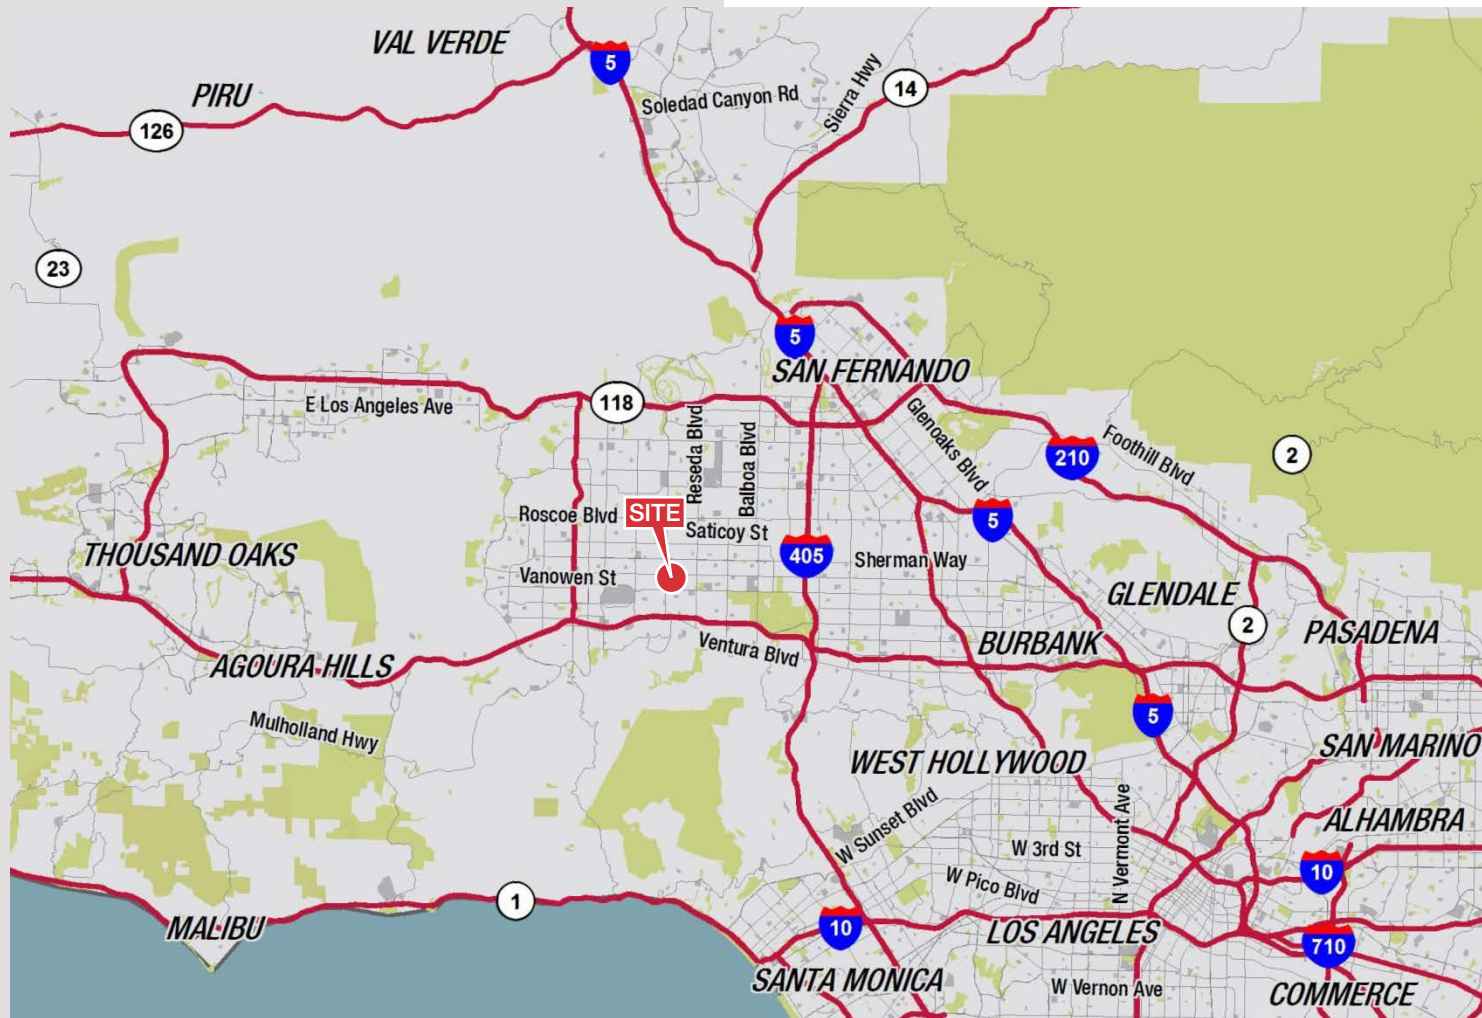 VAL VERDE
5
PIRU
Soledad Canyon Rd
Sierra Hwy
14
126
23
5
SAN FERNANDO
118
E Los Angeles Ave
Reseda Blvd
Balboa Blvd
Glenoaks Blvd
210
Foothill Blvd
2
Roscoe Blvd
SITE
Saticoy St
5
THOUSAND OAKS
Vanowen St
405
Sherman Way
GLENDALE
2
PASADENA
AGOURA HILLS
Ventura Blvd
BURBANK
Mulholland Hwy
5
SAN MARINO
WEST HOLLYWOOD
W Sunset Blvd
N Vermont Ave
ALHAMBRA
W 3rd St
10
W Pico Blvd
1
MALIBU
10
LOS ANGELES
710
SANTA MONICA
W Vernon Ave
COMMERCE